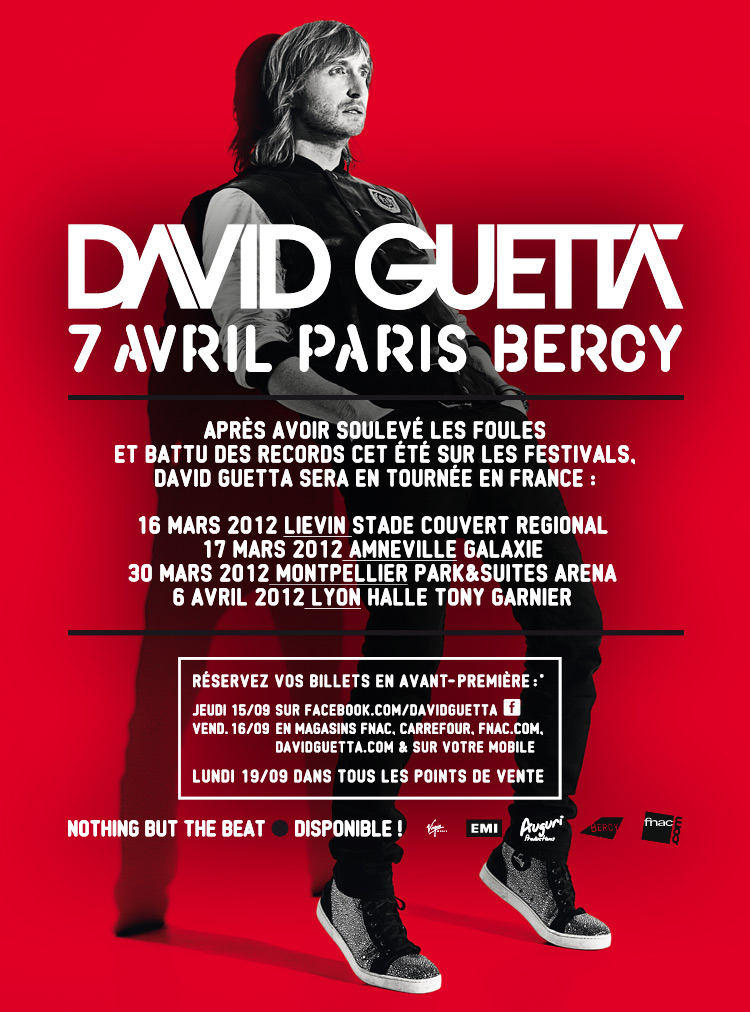 DAVID GUETTA
7 AVRIL PARIS BERCY
APRÈS AVOIR SOULEVÉ LES FOULES
ET BATTU DES RECORDS CET ÉTÉ SUR LES FESTIVALS,
DAVID GUETTA SERA EN TOURNÉE EN FRANCE :
16 MARS 2012 LIEVIN STADE COUVERT REGIONAL
17 MARS 2012 AMNEVILLE GALAXIE
30 MARS 2012 MONTPELLIER PARK&SUITES ARENA
6 AVRIL 2012 LYON HALLE TONY GARNIER
RÉSERVEZ VOS BILLETS EN AVANT-PREMIÈRE :*
JEUDI 15/09 SUR FACEBOOK.COM/DAVIDGUETTA f
VEND. 16/09 EN MAGASINS FNAC, CARREFOUR, FNAC.COM,
DAVIDGUETTA.COM & SUR VOTRE MOBILE
LUNDI 19/09 DANS TOUS LES POINTS DE VENTE
NOTHING BUT THE BEAT DISPONIBLE ! Virgin EMI Auguri Productions BERCY fnac.com